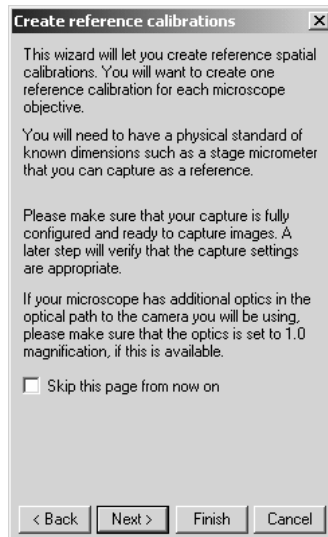 Create reference calibrations
This wizard will let you create reference spatial
calibrations. You will want to create one
reference calibration for each microscope
objective.
You will need to have a physical standard of
known dimensions such as a stage micrometer
that you can capture as a reference.
Please make sure that your capture is fully
configured and ready to capture images. A
later step will verify that the capture settings
are appropriate.
If your microscope has additional optics in the
optical path to the camera you will be using,
please make sure that the optics is set to 1.0
magnification, if this is available.
Skip this page from now on
< Back Next > Finish Cancel